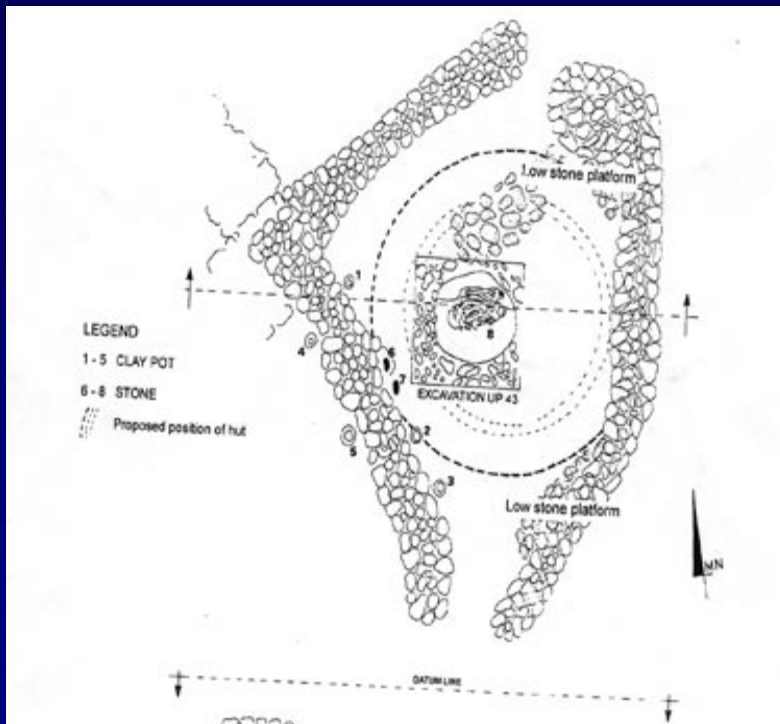 Low stone platform
1
LEGEND
4
1 - 5 CLAY POT
8
6
6 - 8 STONE
7
EXCAVATION UP 43
Proposed position of hut
2
5
3
Low stone platform
MN
DATUM LINE